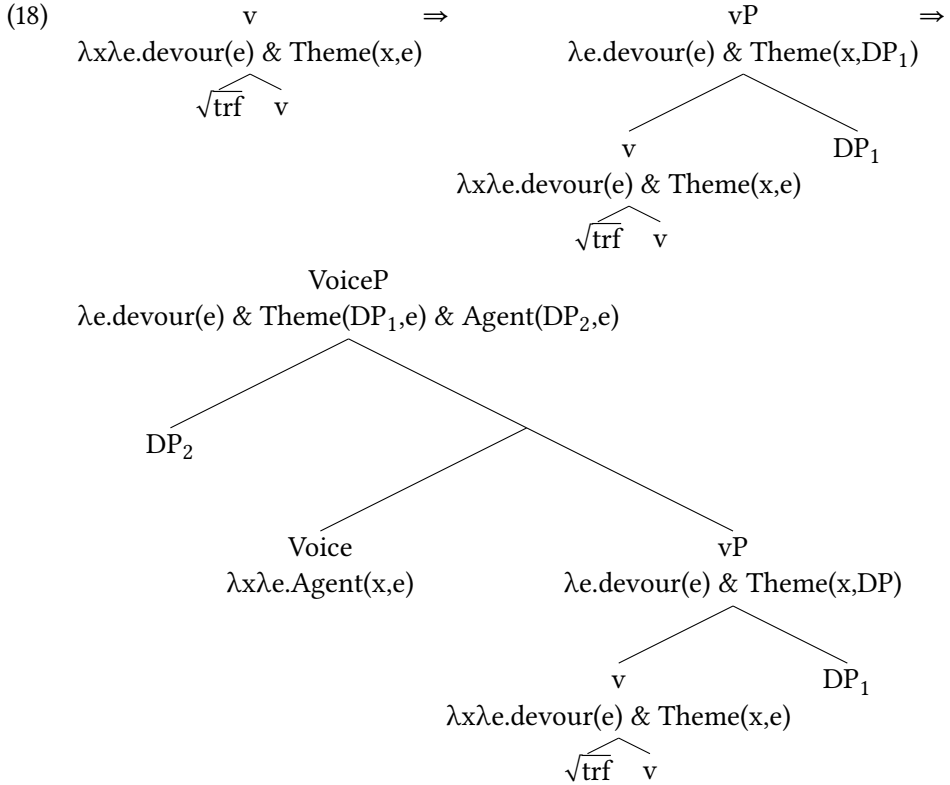 (18) v ⇒ vP ⇒
λxλe.devour(e) & Theme(x,e) λe.devour(e) & Theme(x,DP₁)
√trf v
v DP₁
λxλe.devour(e) & Theme(x,e)
√trf v
VoiceP
λe.devour(e) & Theme(DP₁,e) & Agent(DP₂,e)
DP₂
Voice vP
λxλe.Agent(x,e) λe.devour(e) & Theme(x,DP)
v DP₁
λxλe.devour(e) & Theme(x,e)
√trf v